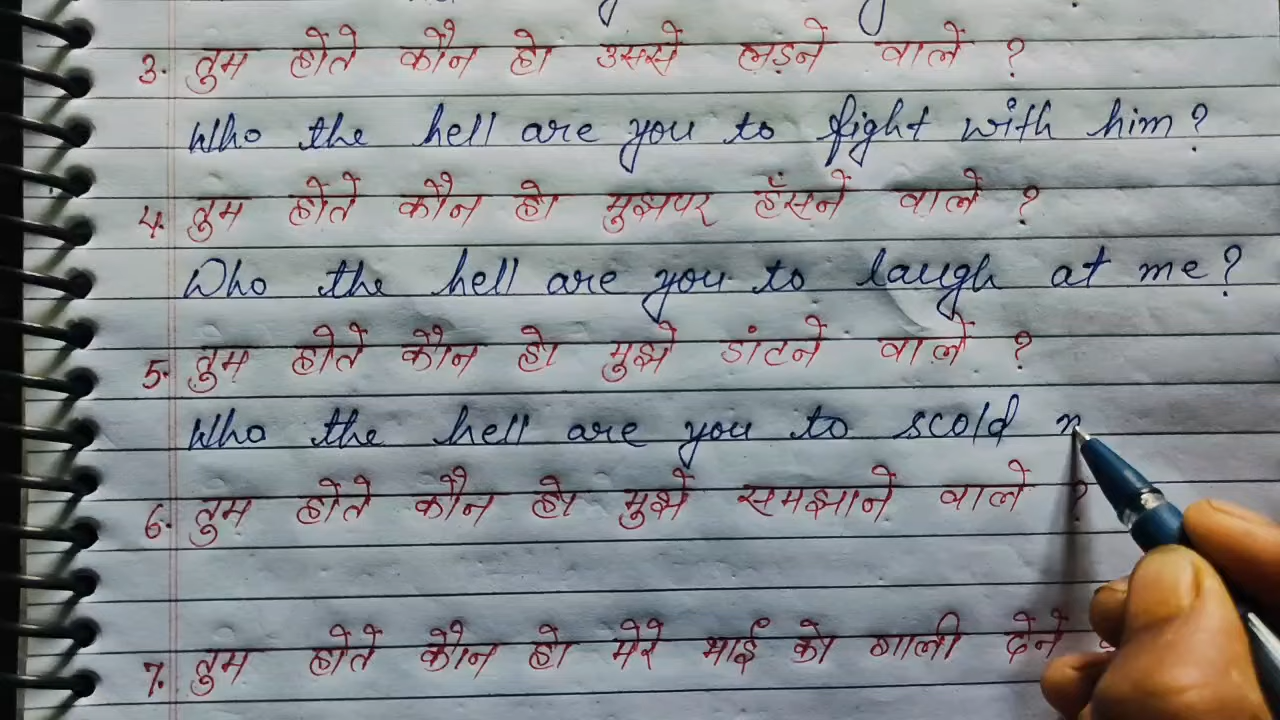 3. तुम होते कौन हो उससे लड़ने वाले ?
Who the hell are you to fight with him?
4. तुम होते कौन हो मुझपर हँसने वाले ?
Who the hell are you to laugh at me?
5. तुम होते कौन हो मुझे डांटने वाले ?
Who the hell are you to scold
6. तुम होते कौन हो मुझे समझाने वाले ?
7. तुम होते कौन हो मेरे भाई को गाली देने